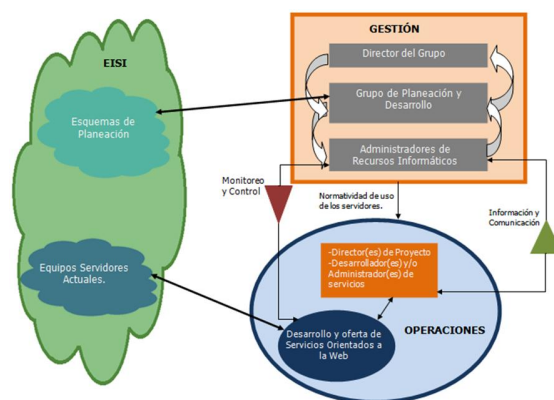 EISI
Esquemas de
Planeación
Equipos Servidores
Actuales.
GESTIÓN
Director del Grupo
Grupo de Planeación y
Desarrollo
Administradores de
Recursos Informáticos
Monitoreo
y Control
Normatividad de uso
de los servidores.
Información y
Comunicación
-Director(es) de Proyecto
-Desarrollador(es) y/o
Administrador(es) de
servicios
OPERACIONES
Desarrollo y oferta de
Servicios Orientados a
la Web